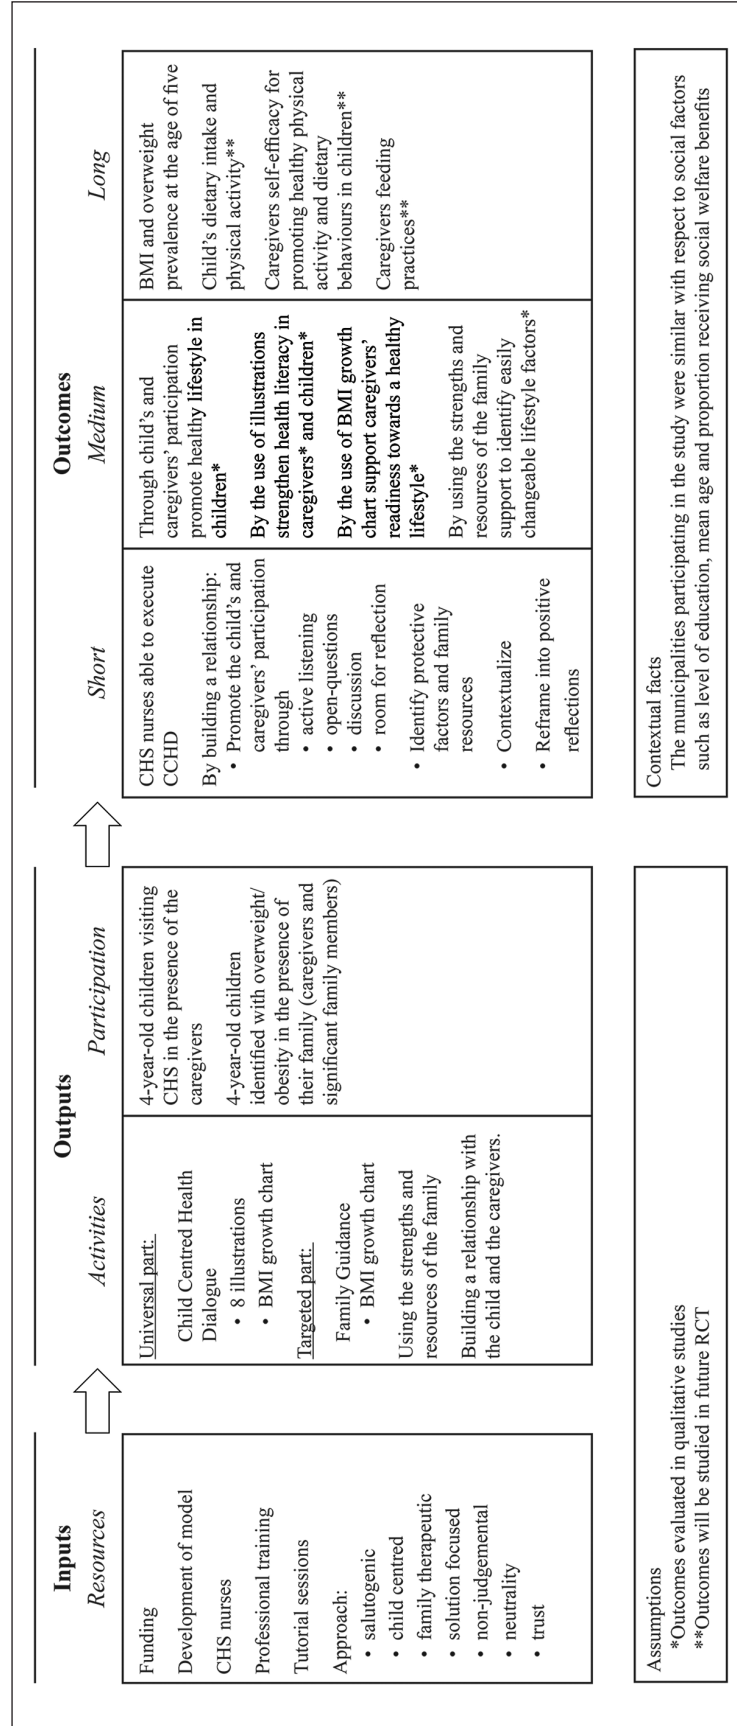 Inputs
Resources
Funding
Development of model
CHS nurses
Professional training
Tutorial sessions
Approach:
• salutogenic
• child centred
• family therapeutic
• solution focused
• non-judgemental
• neutrality
• trust
Outputs
Activities
Universal part:
Child Centred Health
Dialogue
• 8 illustrations
• BMI growth chart
Targeted part:
Family Guidance
• BMI growth chart
Using the strengths and
resources of the family
Building a relationship with
the child and the caregivers.
Participation
4-year-old children visiting
CHS in the presence of the
caregivers
4-year-old children
identified with overweight/
obesity in the presence of
their family (caregivers and
significant family members)
Outcomes
Short
CHS nurses able to execute
CCHD
By building a relationship:
• Promote the child's and
caregivers' participation
through
• active listening
• open-questions
• discussion
• room for reflection
• Identify protective
factors and family
resources
• Contextualize
• Reframe into positive
reflections
Medium
Through child's and
caregivers' participation
promote healthy lifestyle in
children*
By the use of illustrations
strengthen health literacy in
caregivers* and children*
By the use of BMI growth
chart support caregivers'
readiness towards a healthy
lifestyle*
By using the strengths and
resources of the family
support to identify easily
changeable lifestyle factors*
Long
BMI and overweight
prevalence at the age of five
Child's dietary intake and
physical activity**
Caregivers self-efficacy for
promoting healthy physical
activity and dietary
behaviours in children**
Caregivers feeding
practices**
Assumptions
*Outcomes evaluated in qualitative studies
**Outcomes will be studied in future RCT
Contextual facts
The municipalities participating in the study were similar with respect to social factors
such as level of education, mean age and proportion receiving social welfare benefits